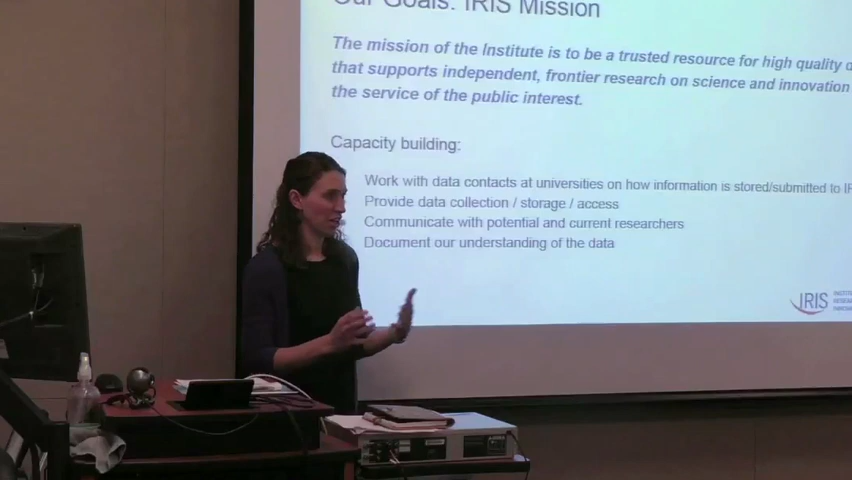 Our Goals: IRIS Mission
The mission of the Institute is to be a trusted resource for high quality
that supports independent, frontier research on science and innovation
the service of the public interest.
Capacity building:
Work with data contacts at universities on how information is stored/submitted to
Provide data collection / storage / access
Communicate with potential and current researchers
Document our understanding of the data
IRIS